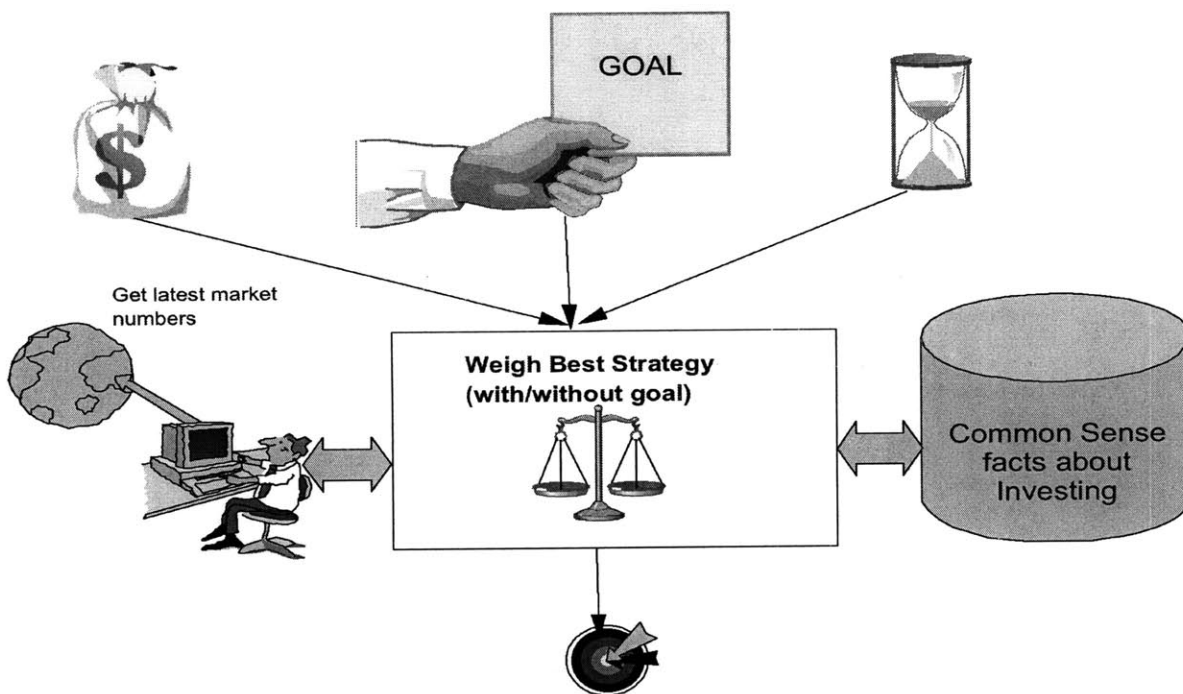 GOAL
$
Get latest market
numbers
Weigh Best Strategy
(with/without goal)
Common Sense
facts about
Investing